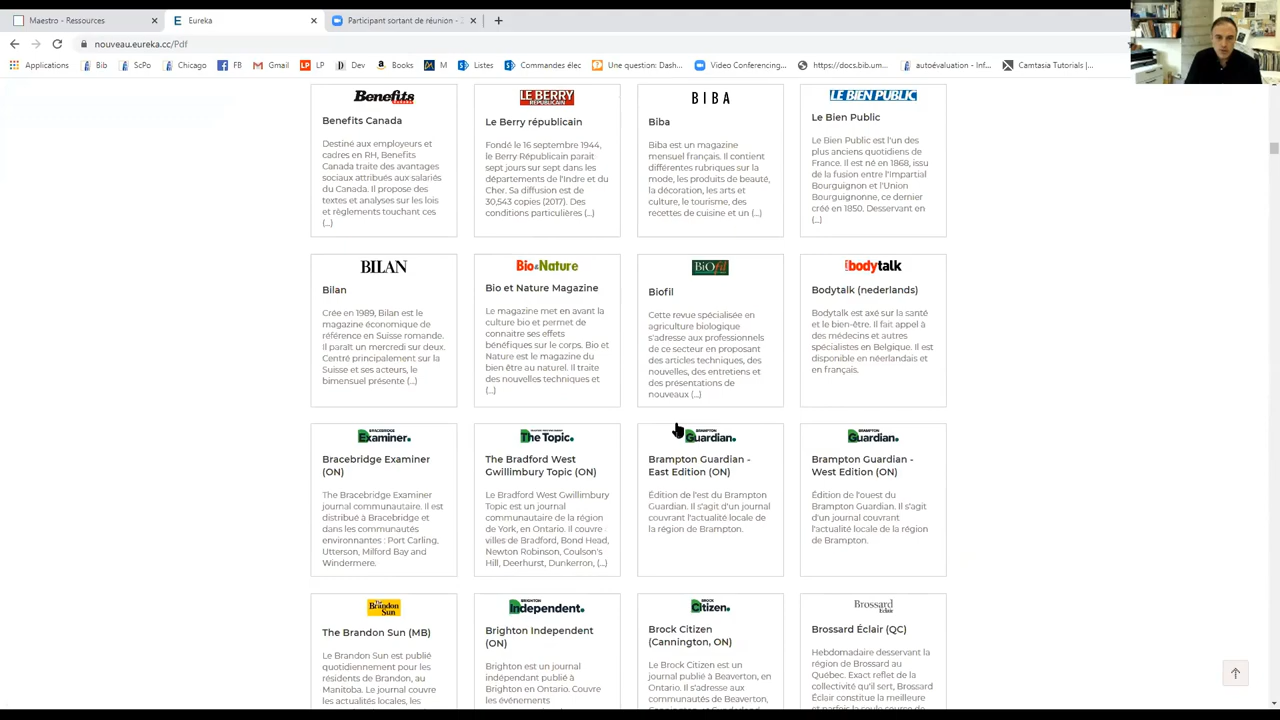 Maestro - Ressources
Eureka
Participant sortant de réunion - Z
nouveau.eureka.cc/Pdf
Applications
Bib
ScPo
Chicago
FB
Gmail
LP
LP
Dev
Books
M
Listes
Commandes élec
Une question: Dash...
Video Conferencing...
https://docs.bib.um...
autoévaluation - Inf...
Camtasia Tutorials |...
Benefits
Benefits Canada
Destiné aux employeurs et
cadres en RH, Benefits
Canada traite des avantages
sociaux attribués aux salariés
du Canada. Il propose des
textes et analyses sur les lois
et règlements touchant ces
(...)
LE BERRY
RÉPUBLICAIN
Le Berry républicain
Fondé le 16 septembre 1944,
le Berry Républicain parait
sept jours sur sept dans les
départements de l'Indre et du
Cher. Sa diffusion est de
30,543 copies (2017). Des
conditions particulières (...)
BIBA
Biba
Biba est un magazine
mensuel français. Il contient
différentes rubriques sur la
mode, les produits de beauté,
la décoration, les arts et
culture, le tourisme, des
recettes de cuisine et un (...)
LE BIEN PUBLIC
Le Bien Public
Le Bien Public est l'un des
plus anciens quotidiens de
France. Il est né en 1868, issu
de la fusion entre l'Impartial
Bourguignon et l'Union
Bourguignonne, ce dernier
créé en 1850. Desservant en
(...)
BILAN
Bilan
Crée en 1989, Bilan est le
magazine économique de
référence en Suisse romande.
Il paraît un mercredi sur deux.
Centré principalement sur la
Suisse et ses acteurs, le
bimensuel présente (...)
Bio&Nature
Bio et Nature Magazine
Le magazine met en avant la
culture bio et permet de
connaitre ses effets
bénéfiques sur le corps. Bio et
Nature est le magazine du
bien être au naturel. Il traite
des nouvelles techniques et
(...)
BiOfil
Biofil
Cette revue spécialisée en
agriculture biologique
s'adresse aux professionnels
de ce secteur en proposant
des articles techniques, des
nouvelles, des entretiens et
des présentations de
nouveaux (...)
bodytalk
Bodytalk (nederlands)
Bodytalk est axé sur la santé
et le bien-être. Il fait appel à
des médecins et autres
spécialistes en Belgique. Il est
disponible en néerlandais et
en français.
BRACEBRIDGE
Examiner.
Bracebridge Examiner
(ON)
The Bracebridge Examiner
journal communautaire. Il est
distribué à Bracebridge et
dans les communautés
environnantes : Port Carling,
Utterson, Milford Bay and
Windermere.
The Topic.
The Bradford West
Gwillimbury Topic (ON)
Le Bradford West Gwillimbury
Topic est un journal
communautaire de la région
de York, en Ontario. Il couvre
villes de Bradford, Bond Head,
Newton Robinson, Coulson's
Hill, Deerhurst, Dunkerron, (...)
BRAMPTON
Guardian.
Brampton Guardian -
East Edition (ON)
Édition de l'est du Brampton
Guardian. Il s'agit d'un journal
couvrant l'actualité locale de
la région de Brampton.
BRAMPTON
Guardian.
Brampton Guardian -
West Edition (ON)
Édition de l'ouest du
Brampton Guardian. Il s'agit
d'un journal couvrant
l'actualité locale de la région
de Brampton.
The Brandon
Sun
The Brandon Sun (MB)
Le Brandon Sun est publié
quotidiennement pour les
résidents de Brandon, au
Manitoba. Le journal couvre
les actualités locales, les
BRIGHTON
Independent.
Brighton Independent
(ON)
Brighton est un journal
indépendant publié à
Brighton en Ontario. Couvre
les événements
BROCK
Citizen.
Brock Citizen
(Cannington, ON)
Le Brock Citizen est un
journal publié à Beaverton, en
Ontario. Il s'adresse aux
communautés de Beaverton,
Brossard
Éclair
Brossard Éclair (QC)
Hebdomadaire desservant la
région de Brossard au
Québec. Exact reflet de la
collectivité qu'il sert, Brossard
Éclair constitue la meilleure
et parfois la seule source de